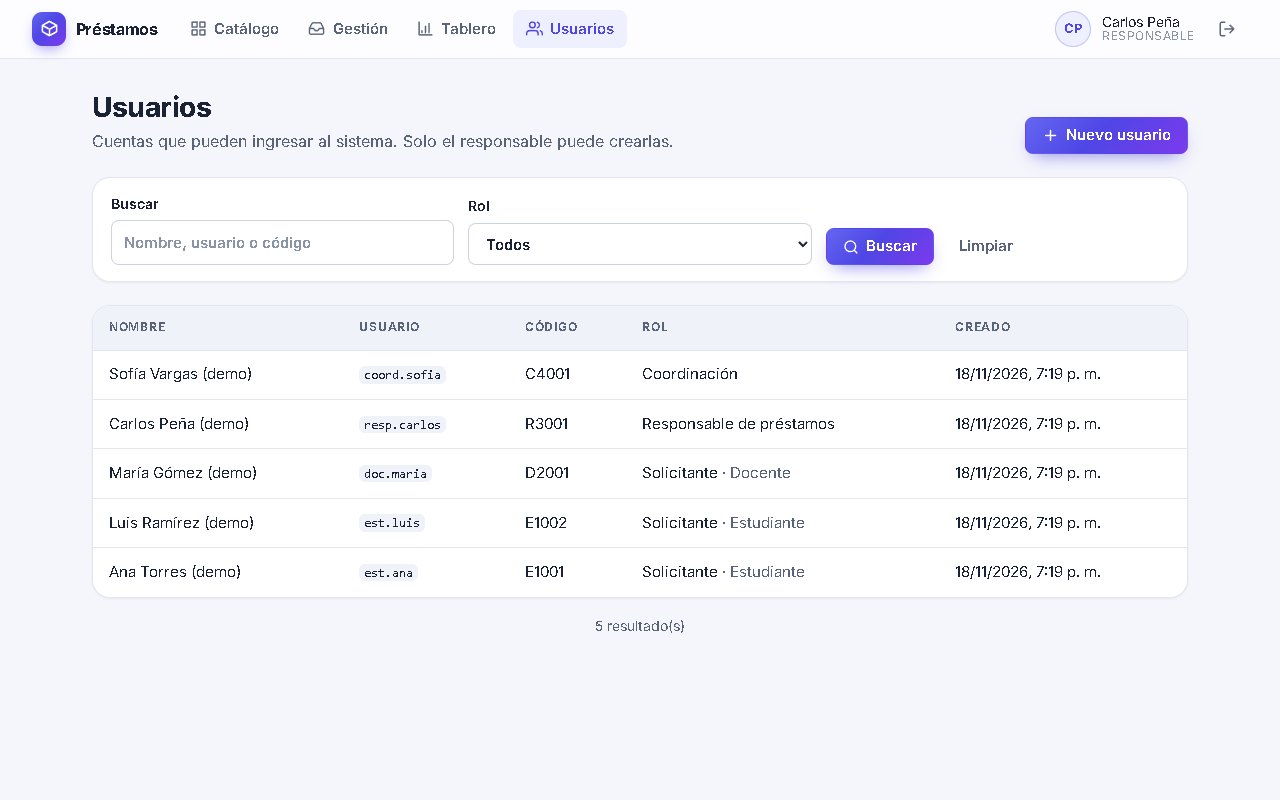 Préstamos Catálogo Gestión Tablero Usuarios CP Carlos Peña
RESPONSABLE
Usuarios
Cuentas que pueden ingresar al sistema. Solo el responsable puede crearlas.
+ Nuevo usuario
Buscar Rol
Nombre, usuario o código Todos Buscar Limpiar
NOMBRE USUARIO CÓDIGO ROL CREADO
Sofía Vargas (demo) coord.sofia C4001 Coordinación 18/11/2026, 7:19 p. m.
Carlos Peña (demo) resp.carlos R3001 Responsable de préstamos 18/11/2026, 7:19 p. m.
María Gómez (demo) doc.maria D2001 Solicitante · Docente 18/11/2026, 7:19 p. m.
Luis Ramírez (demo) est.luis E1002 Solicitante · Estudiante 18/11/2026, 7:19 p. m.
Ana Torres (demo) est.ana E1001 Solicitante · Estudiante 18/11/2026, 7:19 p. m.
5 resultado(s)